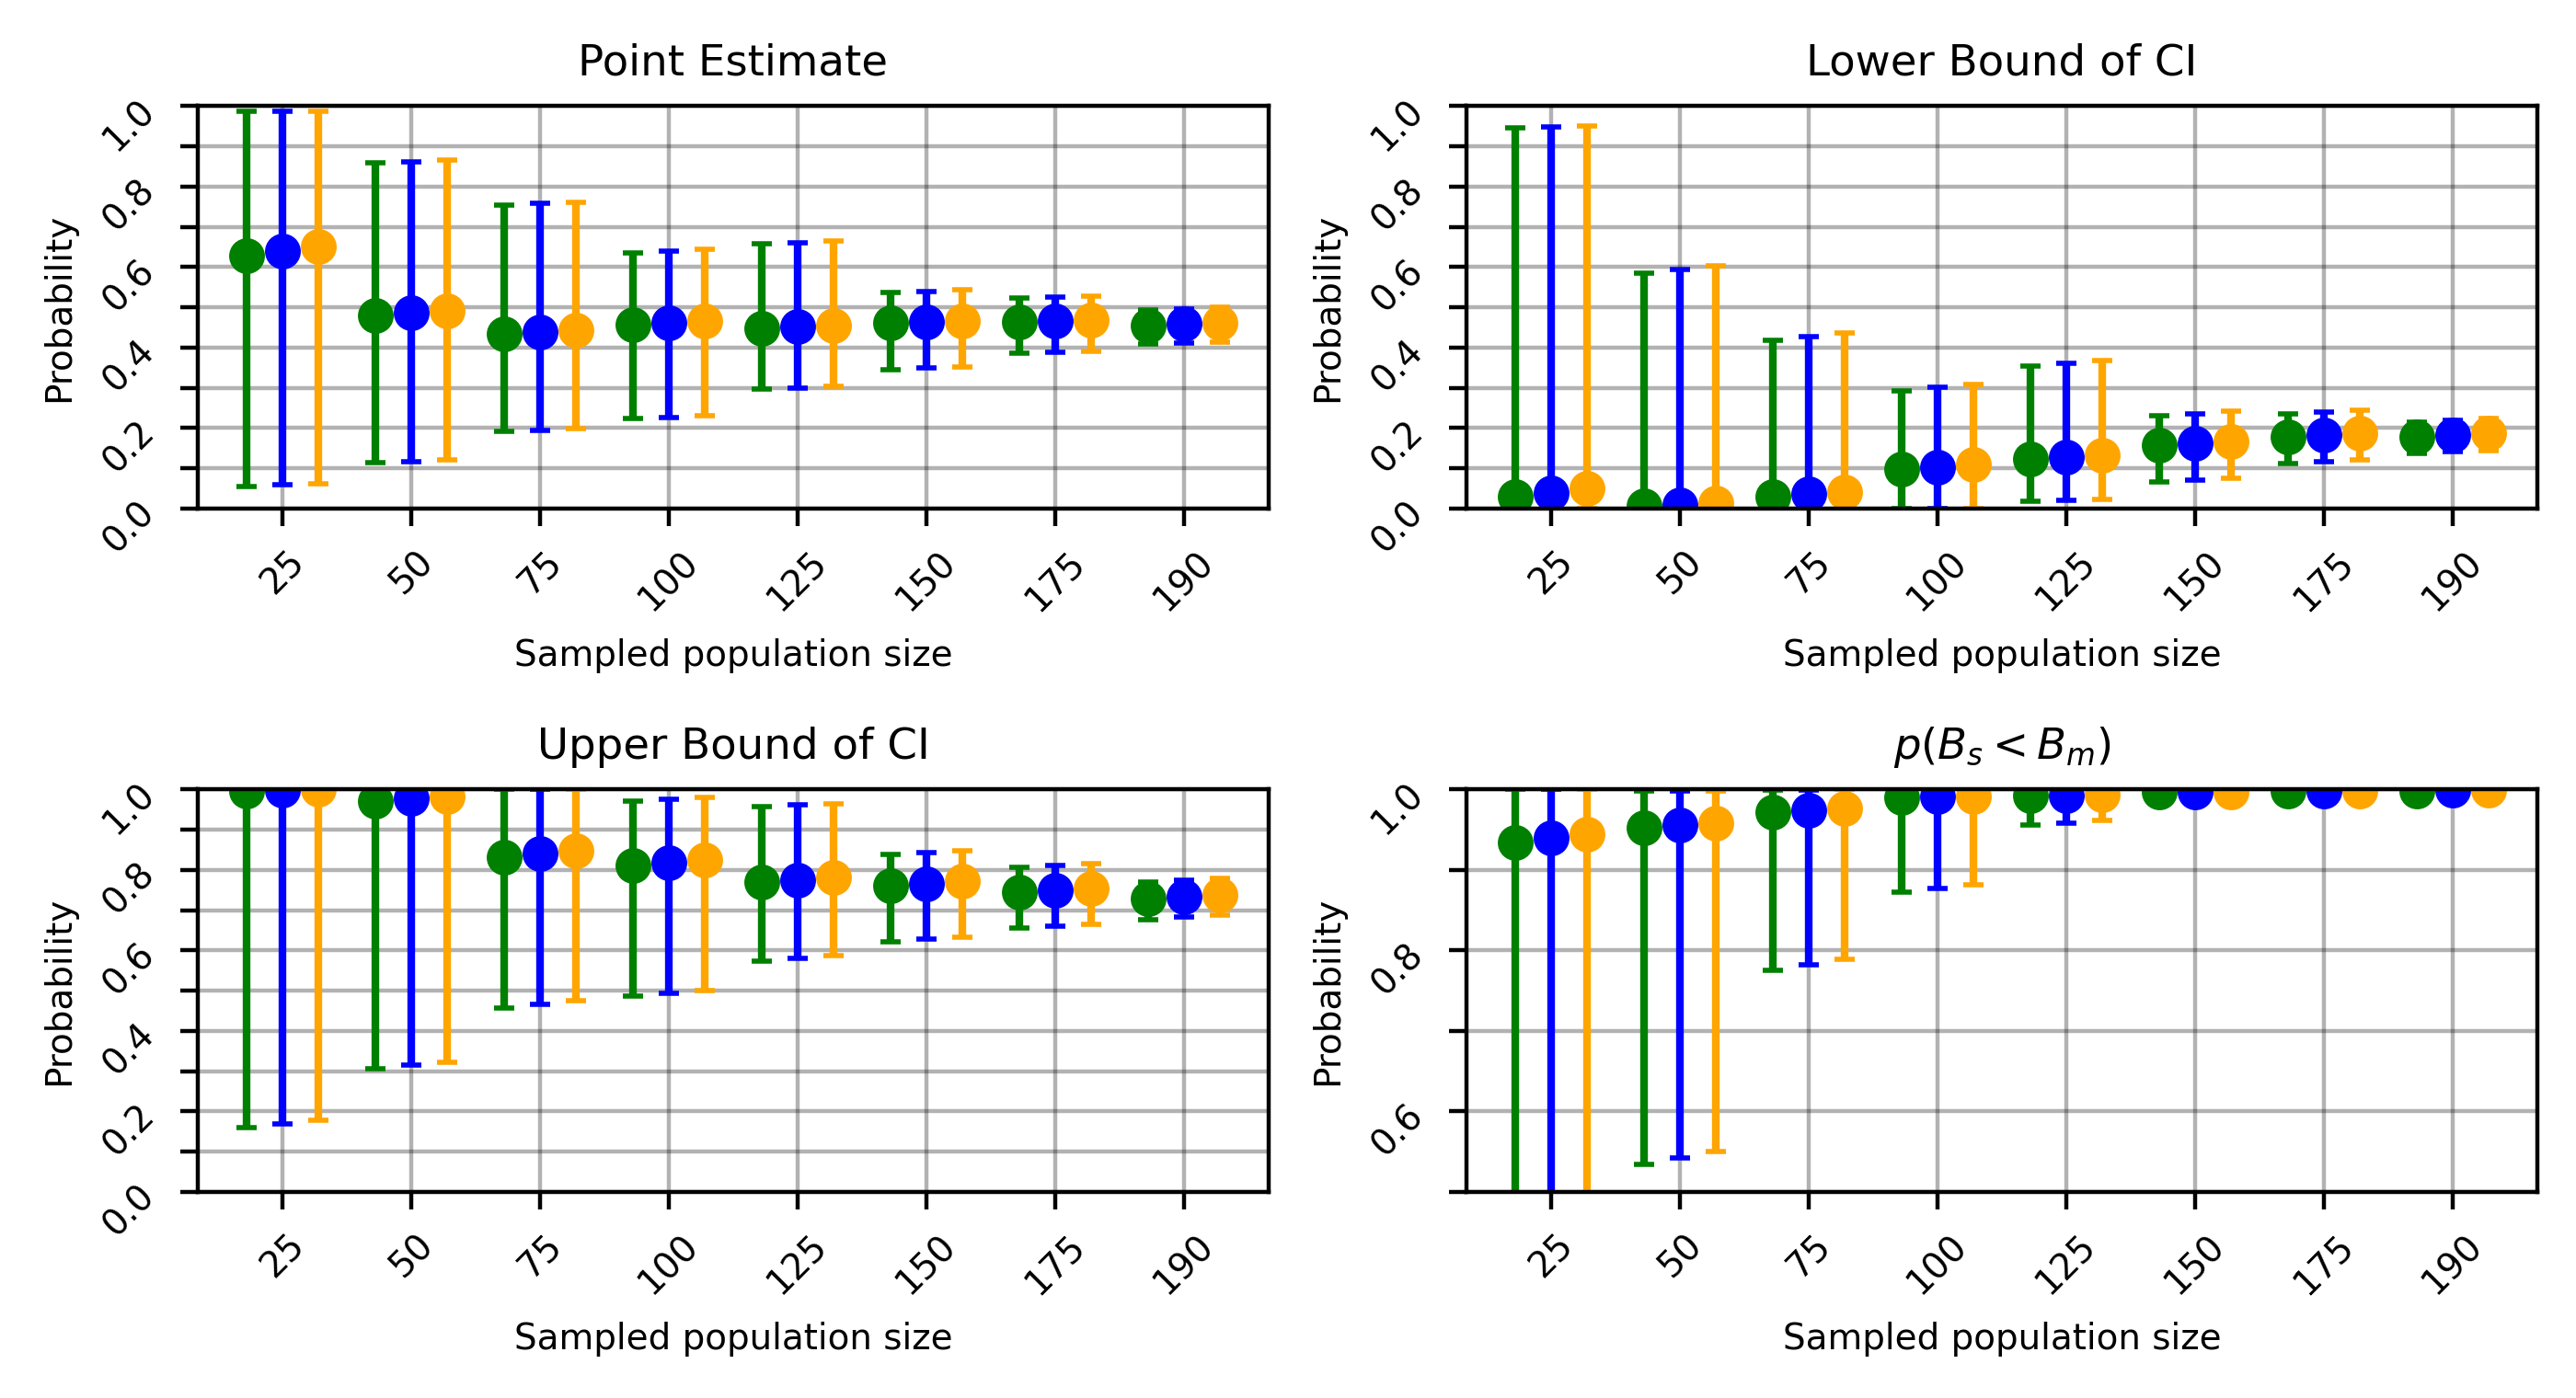 Point Estimate
Probability
1.0
0.8
0.6
0.4
0.2
0.0
25 50 75 100 125 150 175 190
Sampled population size
Lower Bound of CI
Probability
1.0
0.8
0.6
0.4
0.2
0.0
25 50 75 100 125 150 175 190
Sampled population size
Upper Bound of CI
Probability
1.0
0.8
0.6
0.4
0.2
0.0
25 50 75 100 125 150 175 190
Sampled population size
p(Bₛ < Bₘ)
Probability
1.0
0.8
0.6
25 50 75 100 125 150 175 190
Sampled population size